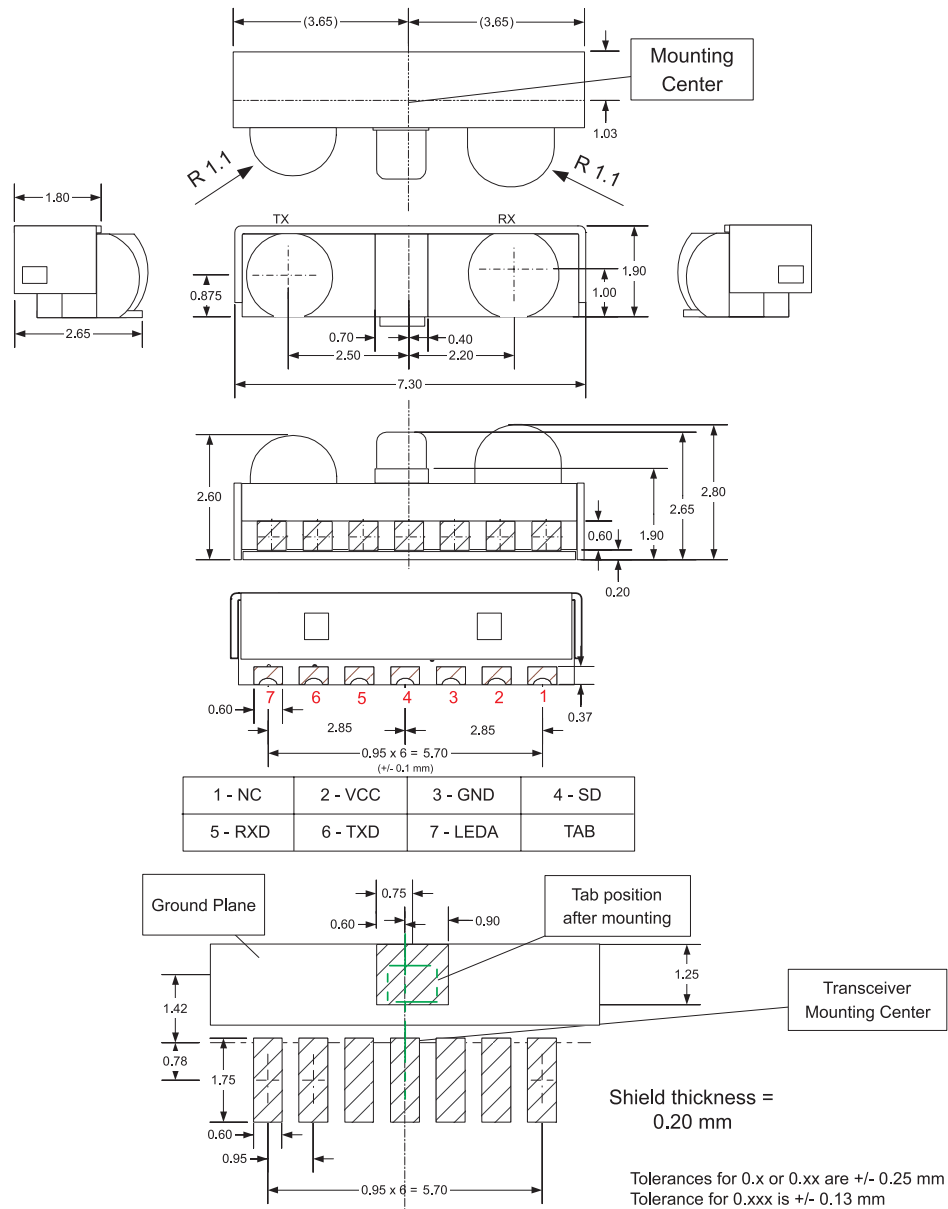 (3.65)
(3.65)
Mounting
Center
1.03
R 1.1
R 1.1
1.80
TX
RX
1.90
0.875
1.00
2.65
0.70
0.40
2.50
2.20
7.30
2.60
2.80
2.65
0.60
1.90
0.20
7
6
5
4
3
2
1
0.60
0.37
2.85
2.85
0.95 x 6 = 5.70
(+/- 0.1 mm)
1 - NC
2 - VCC
3 - GND
4 - SD
5 - RXD
6 - TXD
7 - LEDA
TAB
0.75
Ground Plane
Tab position
after mounting
0.60
0.90
1.25
1.42
Transceiver
Mounting Center
0.78
1.75
Shield thickness =
0.20 mm
0.60
0.95
0.95 x 6 = 5.70
Tolerances for 0.x or 0.xx are +/- 0.25 mm
Tolerance for 0.xxx is +/- 0.13 mm